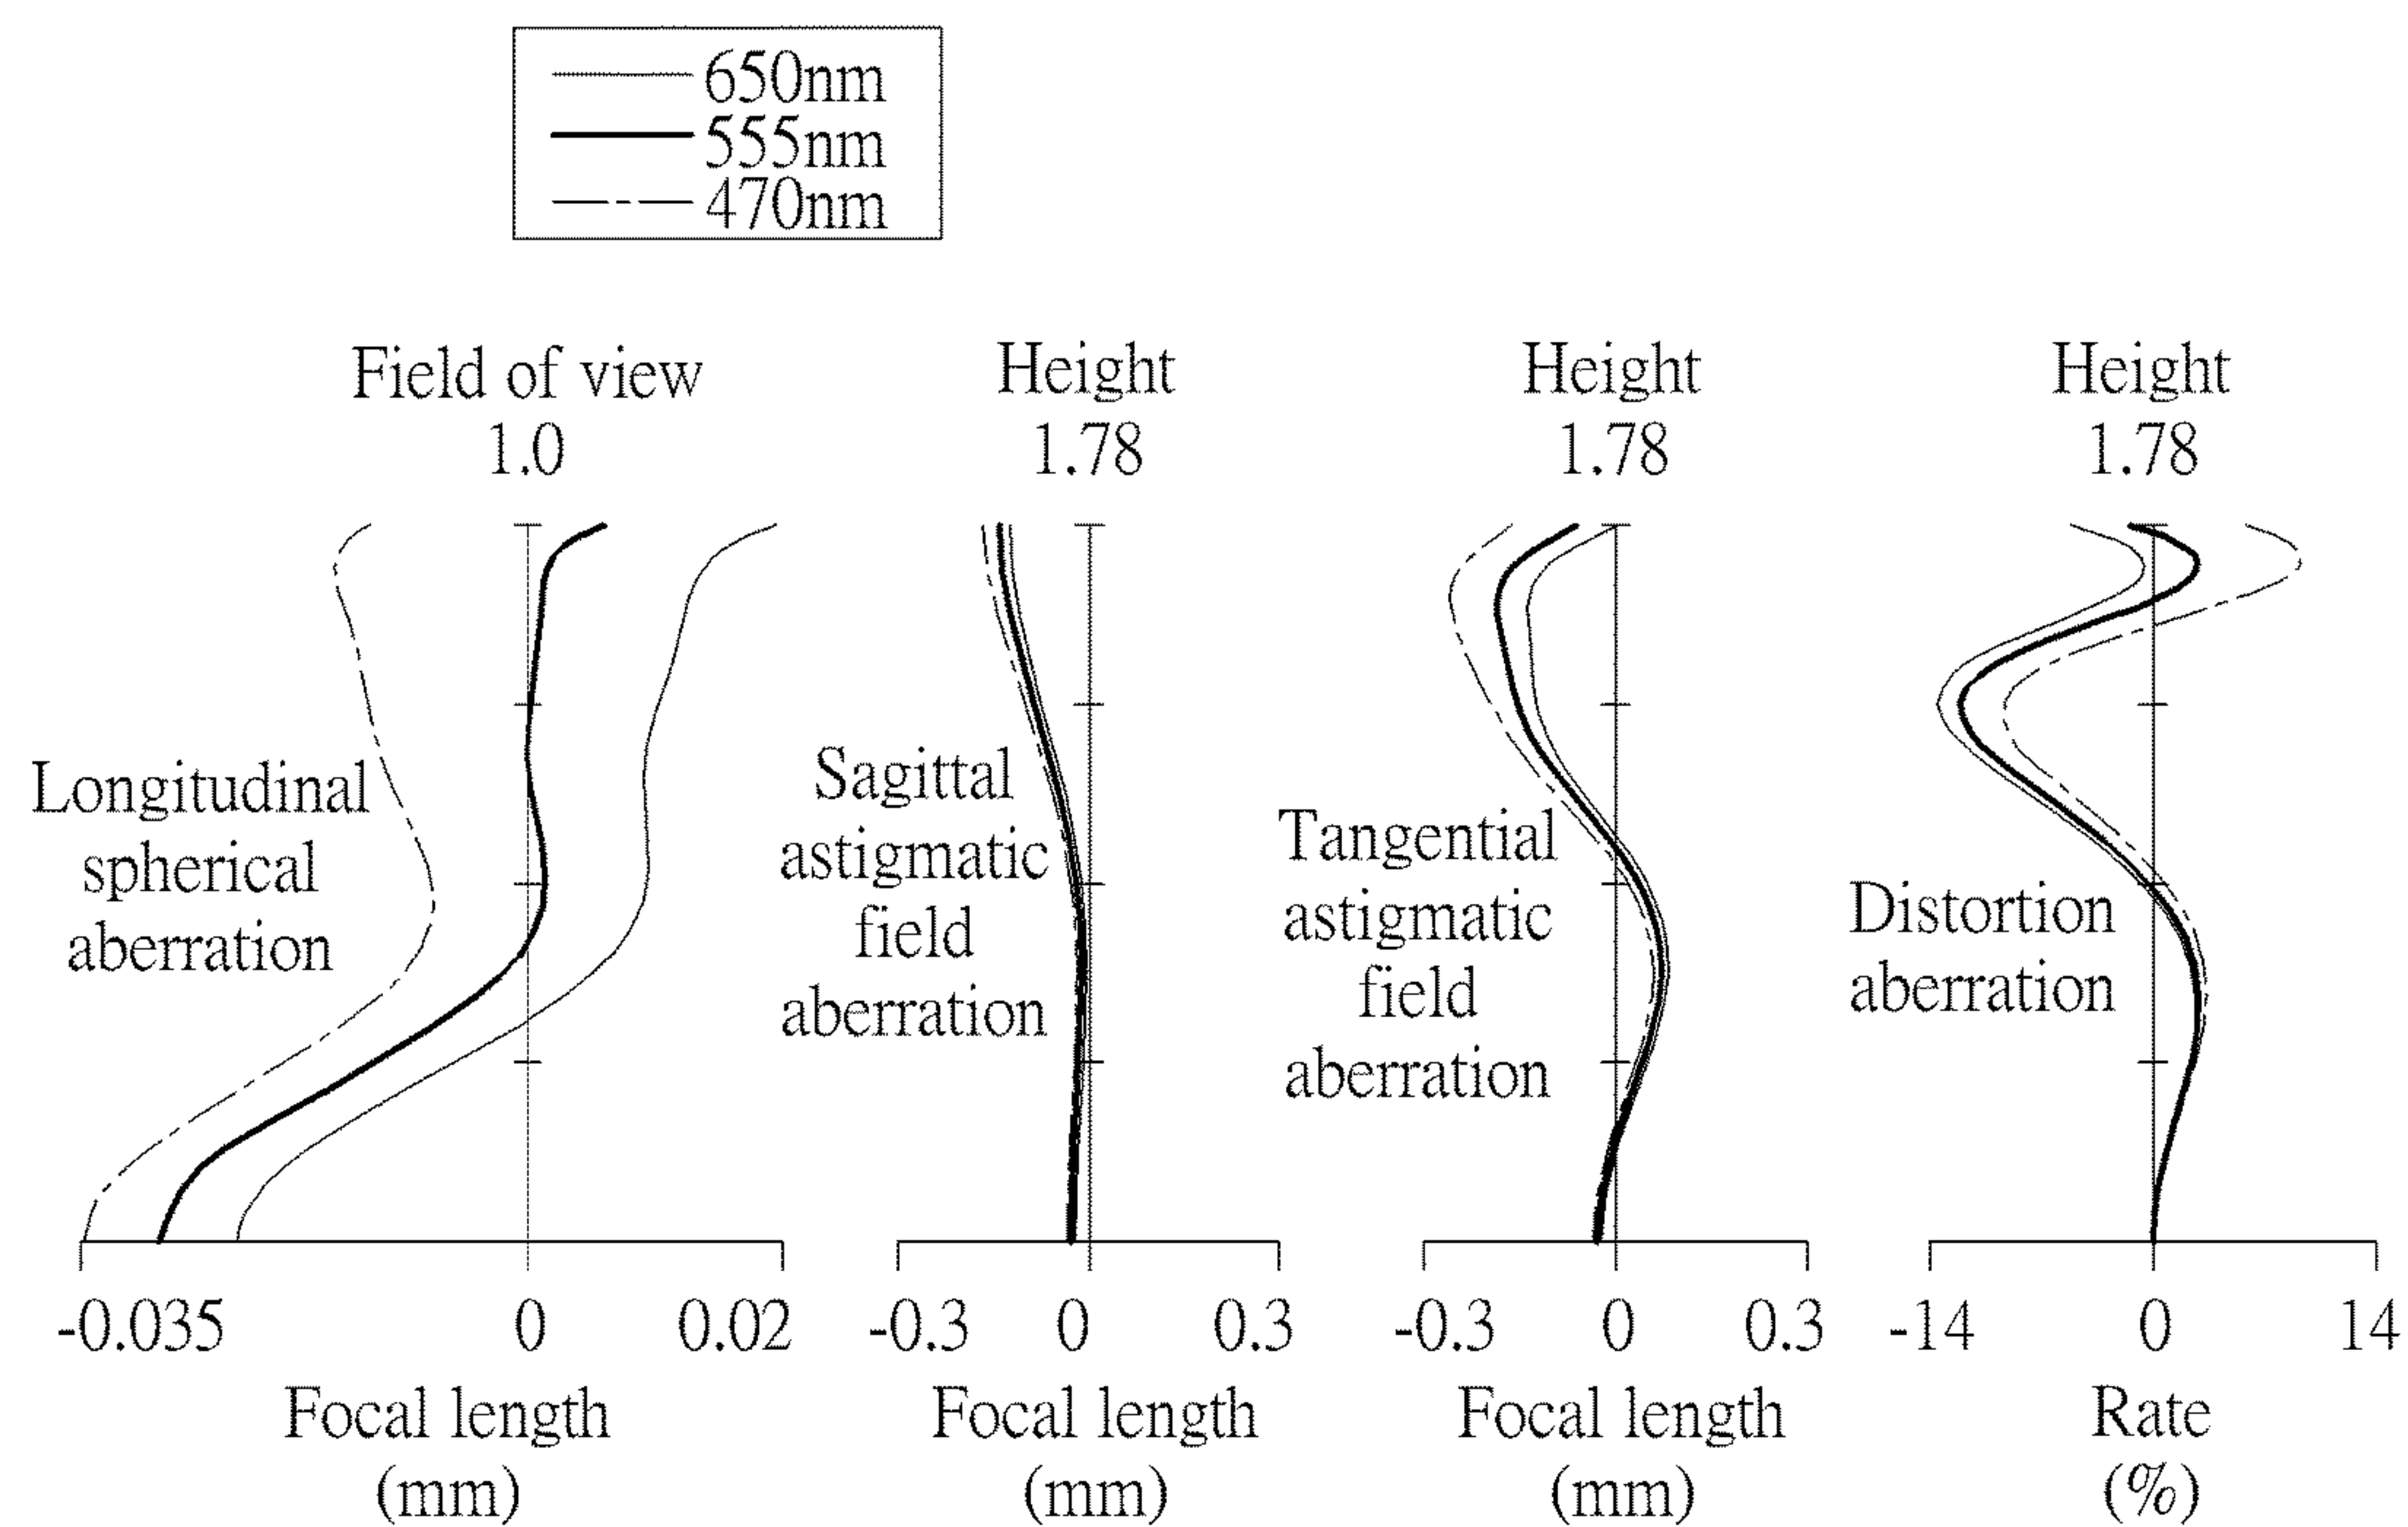 650nm
555nm
470nm
Field of view
1.0
Longitudinal
spherical
aberration
-0.035 0 0.02
Focal length
(mm)
Height
1.78
Sagittal
astigmatic
field
aberration
-0.3 0 0.3
Focal length
(mm)
Height
1.78
Tangential
astigmatic
field
aberration
-0.3 0 0.3
Focal length
(mm)
Height
1.78
Distortion
aberration
-14 0 14
Rate
(%)